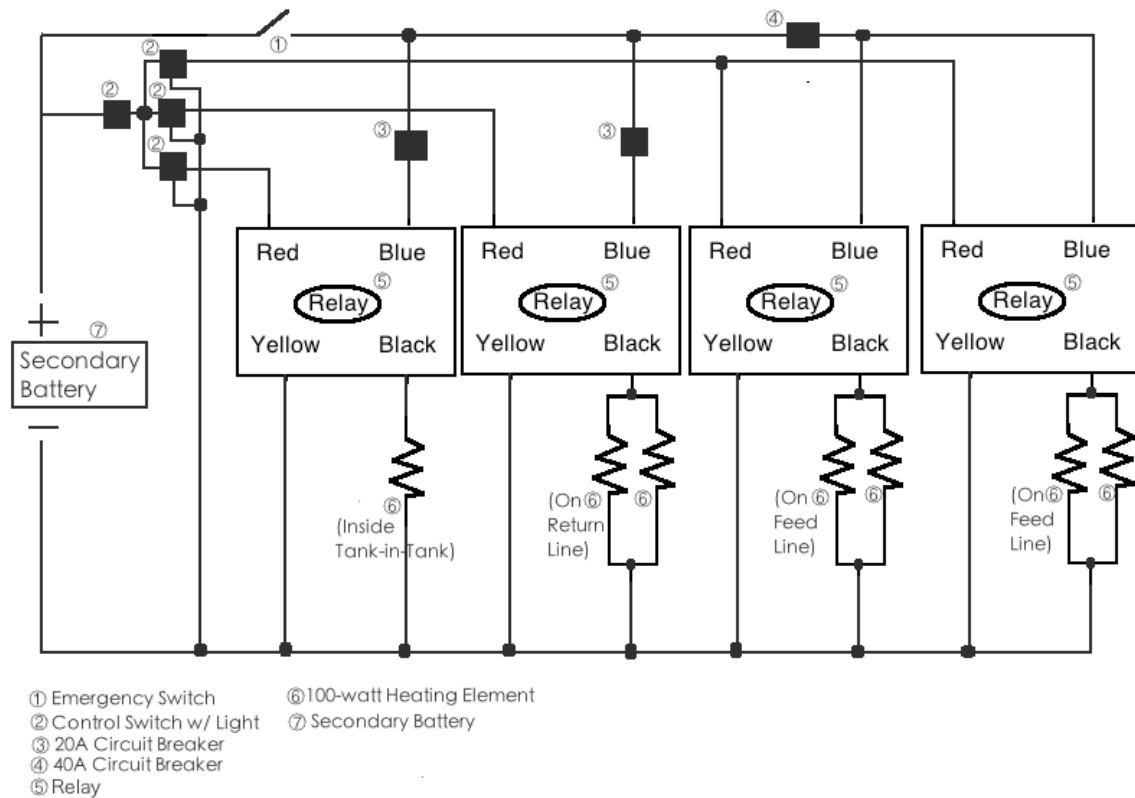 ④
①
②
②
②
③
③
Red Blue
Relay ⑤
Yellow Black
Red Blue
Relay ⑤
Yellow Black
Red Blue
Relay ⑤
Yellow Black
Red Blue
Relay ⑤
Yellow Black
+
⑦
Secondary
Battery
−
⑥
(Inside
Tank-in-Tank)
(On ⑥ ⑥
Return
Line)
(On ⑥ ⑥
Feed
Line)
(On ⑥ ⑥
Feed
Line)
① Emergency Switch
② Control Switch w/ Light
③ 20A Circuit Breaker
④ 40A Circuit Breaker
⑤ Relay
⑥ 100-watt Heating Element
⑦ Secondary Battery